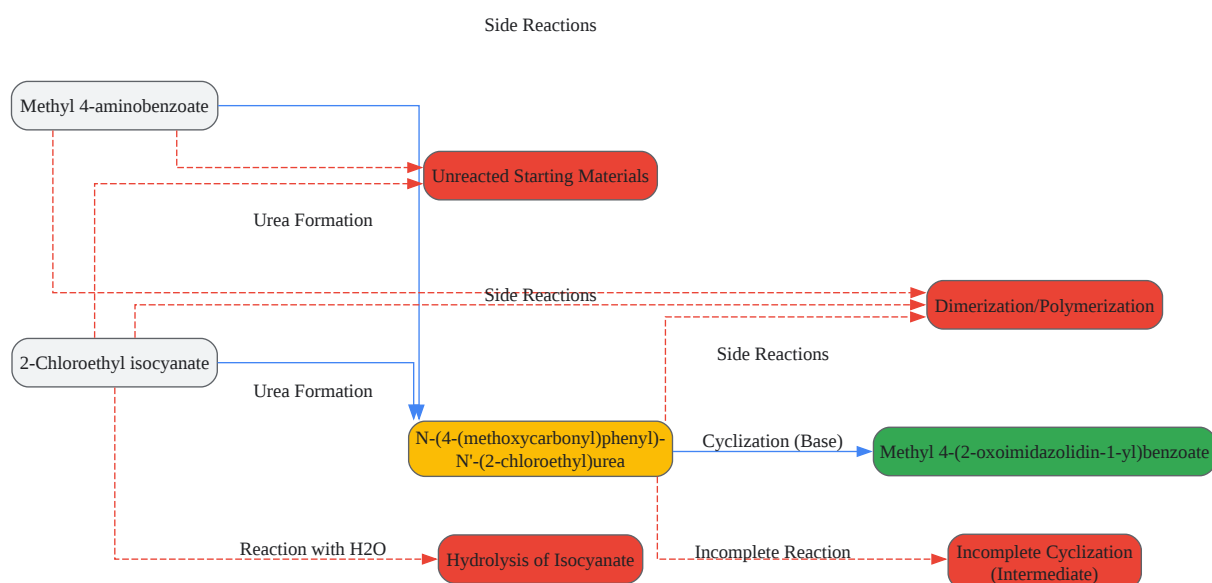 Side Reactions
Methyl 4-aminobenzoate
Unreacted Starting Materials
Urea Formation
Side Reactions
Dimerization/Polymerization
2-Chloroethyl isocyanate
Side Reactions
Urea Formation
N-(4-(methoxycarbonyl)phenyl)-
N'-(2-chloroethyl)urea
Cyclization (Base)
Methyl 4-(2-oxoimidazolidin-1-yl)benzoate
Reaction with H2O
Hydrolysis of Isocyanate
Incomplete Reaction
Incomplete Cyclization
(Intermediate)